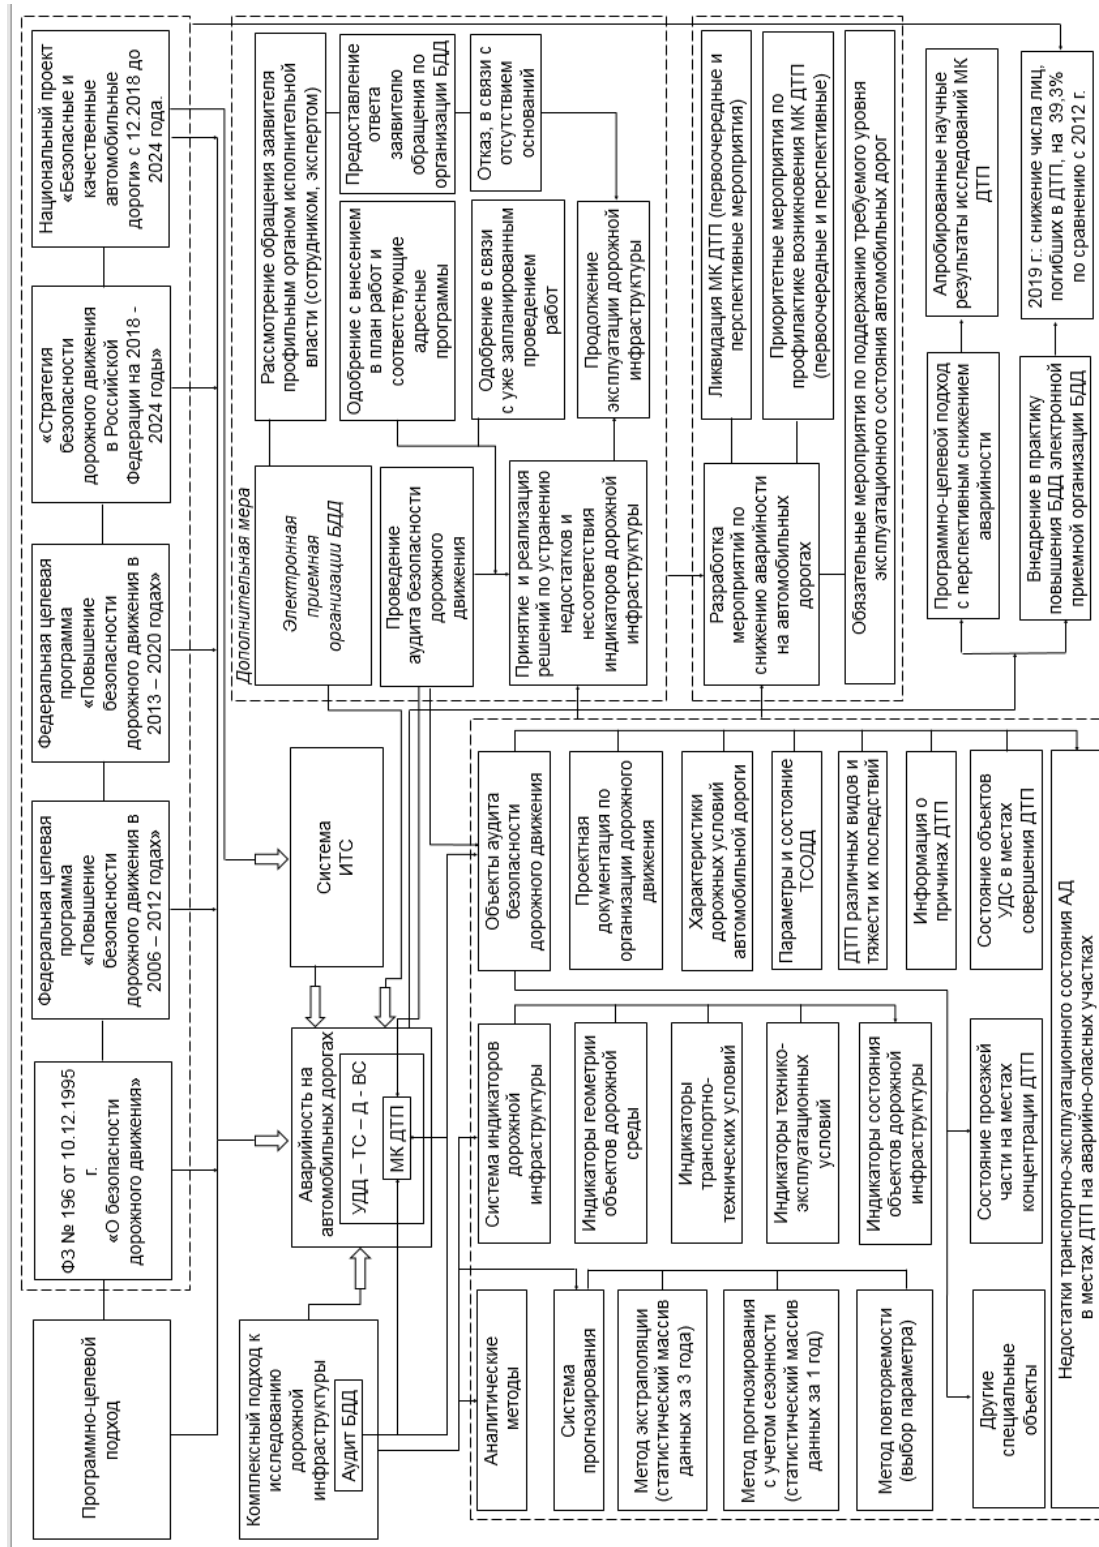 Программно-целевой
подход
ФЗ № 196 от 10.12.1995
г.
«О безопасности
дорожного движения»
Федеральная целевая
программа
«Повышение
безопасности
дорожного движения в
2006 – 2012 годах»
Федеральная целевая
программа
«Повышение
безопасности
дорожного движения в
2013 – 2020 годах»
«Стратегия
безопасности
дорожного движения
в Российской
Федерации на 2018 -
2024 годы»
Национальный проект
«Безопасные и
качественные
автомобильные
дороги» с 12.2018 до
2024 года.
Комплексный подход к
исследованию
дорожной
инфраструктуры
Аудит БДД
Аварийность на
автомобильных дорогах
УДД – ТС – Д - ВС
МК ДТП
Система
ИТС
Дополнительная мера
Электронная
приемная
организации БДД
Рассмотрение обращения заявителя
профильным органом исполнительной
власти (сотрудником, экспертом)
Проведение
аудита безопасности
дорожного
движения
Одобрение с внесением
в план работ и
соответствующие
адресные
программы
Предоставление
ответа
заявителю
обращения по
организации БДД
Одобрение в связи
с уже запланированным
проведением
работ
Отказ, в связи с
отсутствием
оснований
Принятие и реализация
решений по устранению
недостатков и
несоответствия
индикаторов дорожной
инфраструктуры
Продолжение
эксплуатации дорожной
инфраструктуры
Аналитические
методы
Система
прогнозирования
Метод экстраполяции
(статистический массив
данных за 3 года)
Метод прогнозирования
с учетом сезонности
(статистический массив
данных за 1 год)
Метод повторяемости
(выбор параметра)
Другие
специальные
объекты
Система индикаторов
дорожной
инфраструктуры
Индикаторы геометрии
объектов дорожной
среды
Индикаторы
транспортно-
технических условий
Индикаторы технико-
эксплуатационных
условий
Индикаторы состояния
объектов дорожной
инфраструктуры
Состояние проезжей
части на местах
концентрации ДТП
Объекты аудита
безопасности
дорожного движения
Проектная
документация по
организации дорожного
движения
Характеристики
дорожных условий
автомобильной дороги
Параметры и состояние
ТСОДД
ДТП различных видов и
тяжести их последствий
Информация о
причинах ДТП
Состояние объектов
УДС в местах
совершения ДТП
Недостатки транспортно-эксплуатационного состояния АД
в местах ДТП на аварийно-опасных участках
Разработка
мероприятий по
снижению аварийности
на автомобильных
дорогах
Ликвидация МК ДТП (первоочередные и
перспективные мероприятия)
Приоритетные мероприятия по
профилактике возникновения МК ДТП
(первоочередные и перспективные)
Обязательные мероприятия по поддержанию требуемого уровня
эксплуатационного состояния автомобильных дорог
Программно-целевой подход
с перспективным снижением
аварийности
Апробированные научные
результаты исследований МК
ДТП
Внедрение в практику
повышения БДД электронной
приемной организации БДД
2019 г.: снижение числа лиц,
погибших в ДТП, на 39,3%
по сравнению с 2012 г.